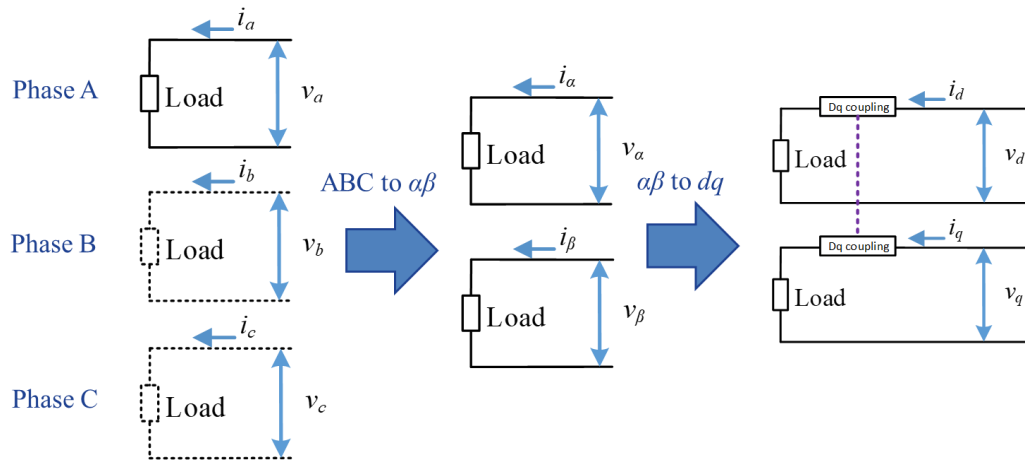 i_a
Phase A
Load
v_a
i_b
Phase B
v_b
i_c
Phase C
Load
v_c
ABC to αβ
i_α
Load
v_α
i_β
Load
v_β
αβ to dq
i_d
Dq coupling
Load
v_d
i_q
Dq coupling
Load
v_q